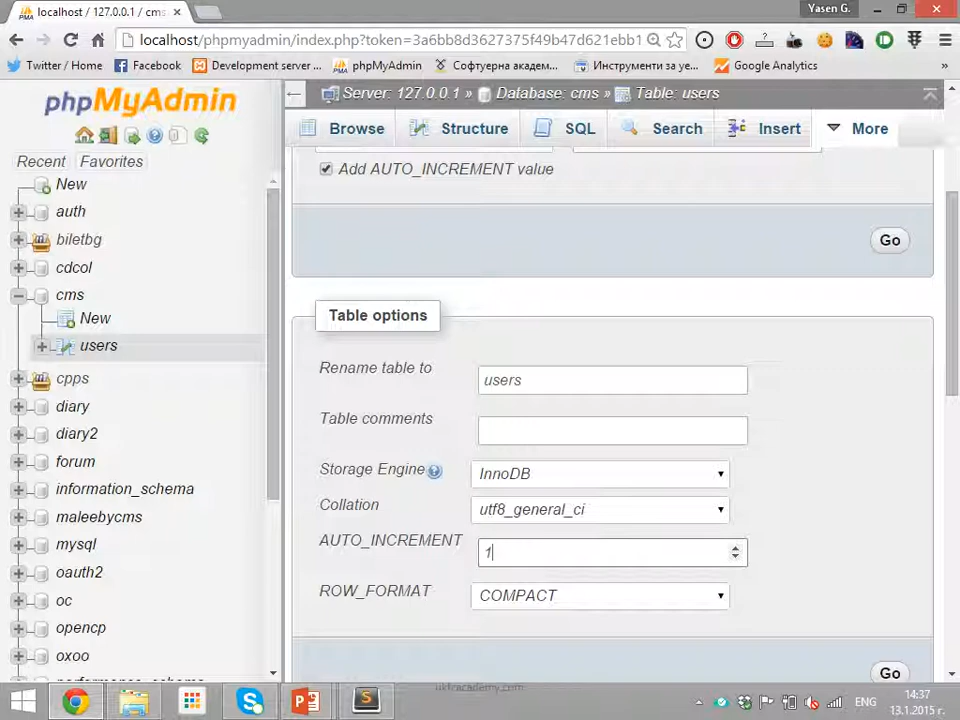 localhost / 127.0.0.1 / cms
Yasen G.
localhost/phpmyadmin/index.php?token=3a6bb8d3627375f49b47d621ebb1
Twitter / Home
Facebook
Development server ...
phpMyAdmin
Софтуерна академ...
Инструменти за уе...
Google Analytics
phpMyAdmin
Server: 127.0.0.1 » Database: cms » Table: users
Browse
Structure
SQL
Search
Insert
More
Recent
Favorites
New
auth
biletbg
cdcol
cms
New
users
cpps
diary
diary2
forum
information_schema
maleebycms
mysql
oauth2
oc
opencp
oxoo
Add AUTO_INCREMENT value
Go
Table options
Rename table to
users
Table comments
Storage Engine
InnoDB
Collation
utf8_general_ci
AUTO_INCREMENT
1
ROW_FORMAT
COMPACT
Go
ЕНG
14:37
13.1.2015 г.